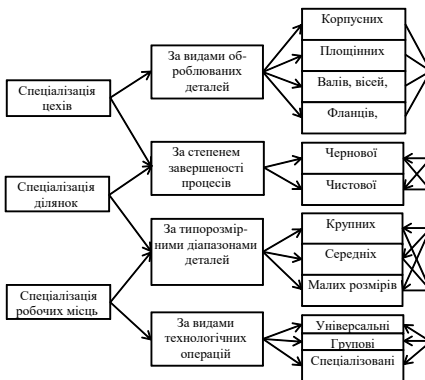 Спеціалізація
цехів
Спеціалізація
ділянок
Спеціалізація
робочих місць
За видами об-
роблюваних
деталей
За степенем
завершеності
процесів
За типорозмір-
ними діапазонами
деталей
За видами
технологічних
операцій
Корпусних
Площінних
Валів, вісей,
Фланців,
Чернової
Чистової
Крупних
Середніх
Малих розмірів
Універсальні
Групові
Спеціалізовані